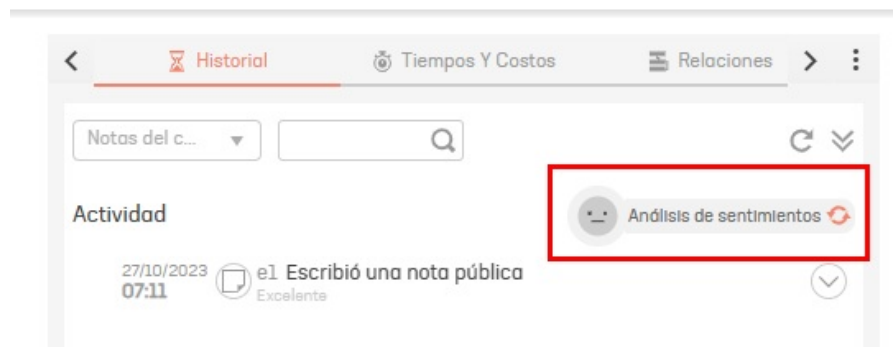 Historial
Tiempos Y Costos
Relaciones
Notas del c...
Actividad
Análisis de sentimientos
27/10/2023
07:11
e1 Escribió una nota pública
Excelente